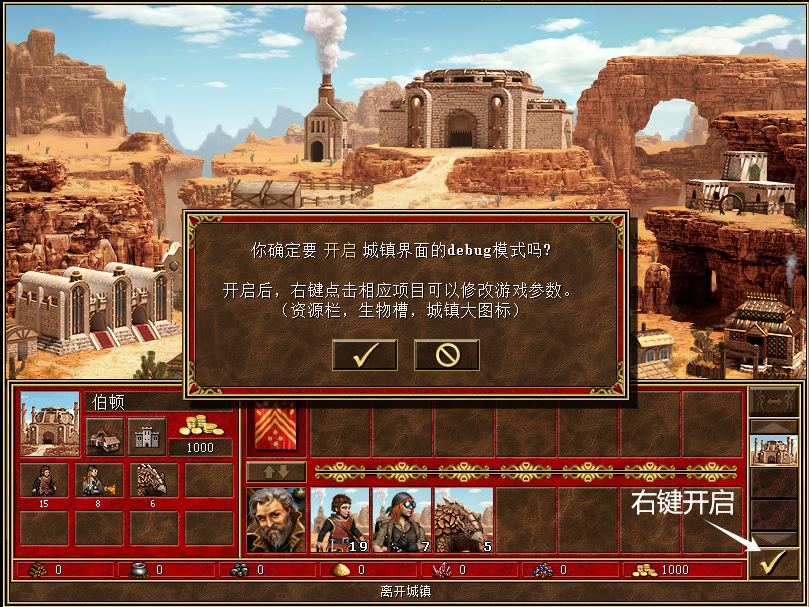 你确定要 开启 城镇界面的debug模式吗?
开启后，右键点击相应项目可以修改游戏参数。
（资源栏，生物槽，城镇大图标）
伯顿
1000
15
8
6
19
7
5
右键开启
0
0
0
0
0
0
1000
离开城镇